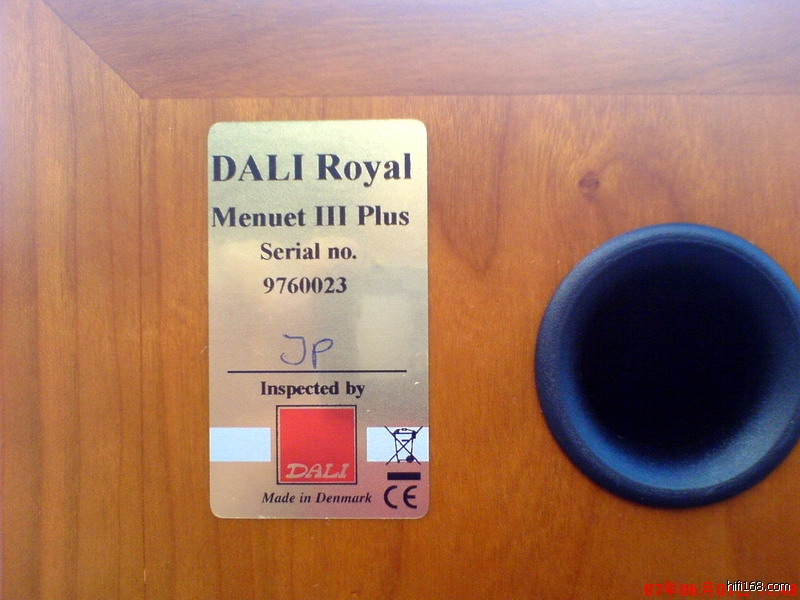 DALI Royal
Menuet III Plus
Serial no.
9760023
JP
Inspected by
DALI
Made in Denmark
CE
hifi168.com